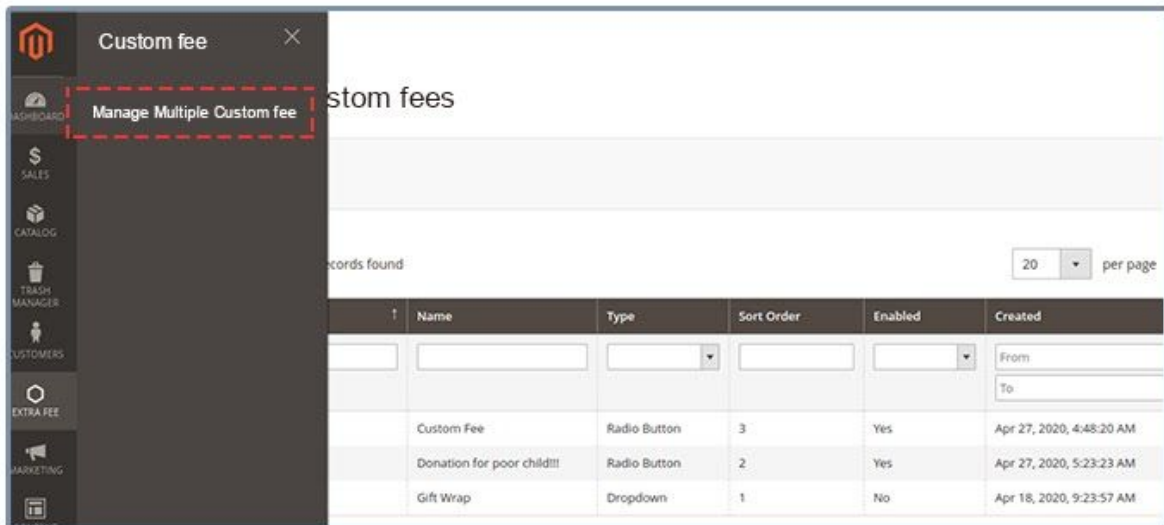 Custom fee
Manage Multiple Custom fee
stom fees
DASHBOARD
$
SALES
CATALOG
TRASH
MANAGER
CUSTOMERS
EXTRA FEE
MARKETING
cords found
20
per page
↑ Name Type Sort Order Enabled Created
From
To
Custom Fee Radio Button 3 Yes Apr 27, 2020, 4:48:20 AM
Donation for poor child!!! Radio Button 2 Yes Apr 27, 2020, 5:23:23 AM
Gift Wrap Dropdown 1 No Apr 18, 2020, 9:23:57 AM